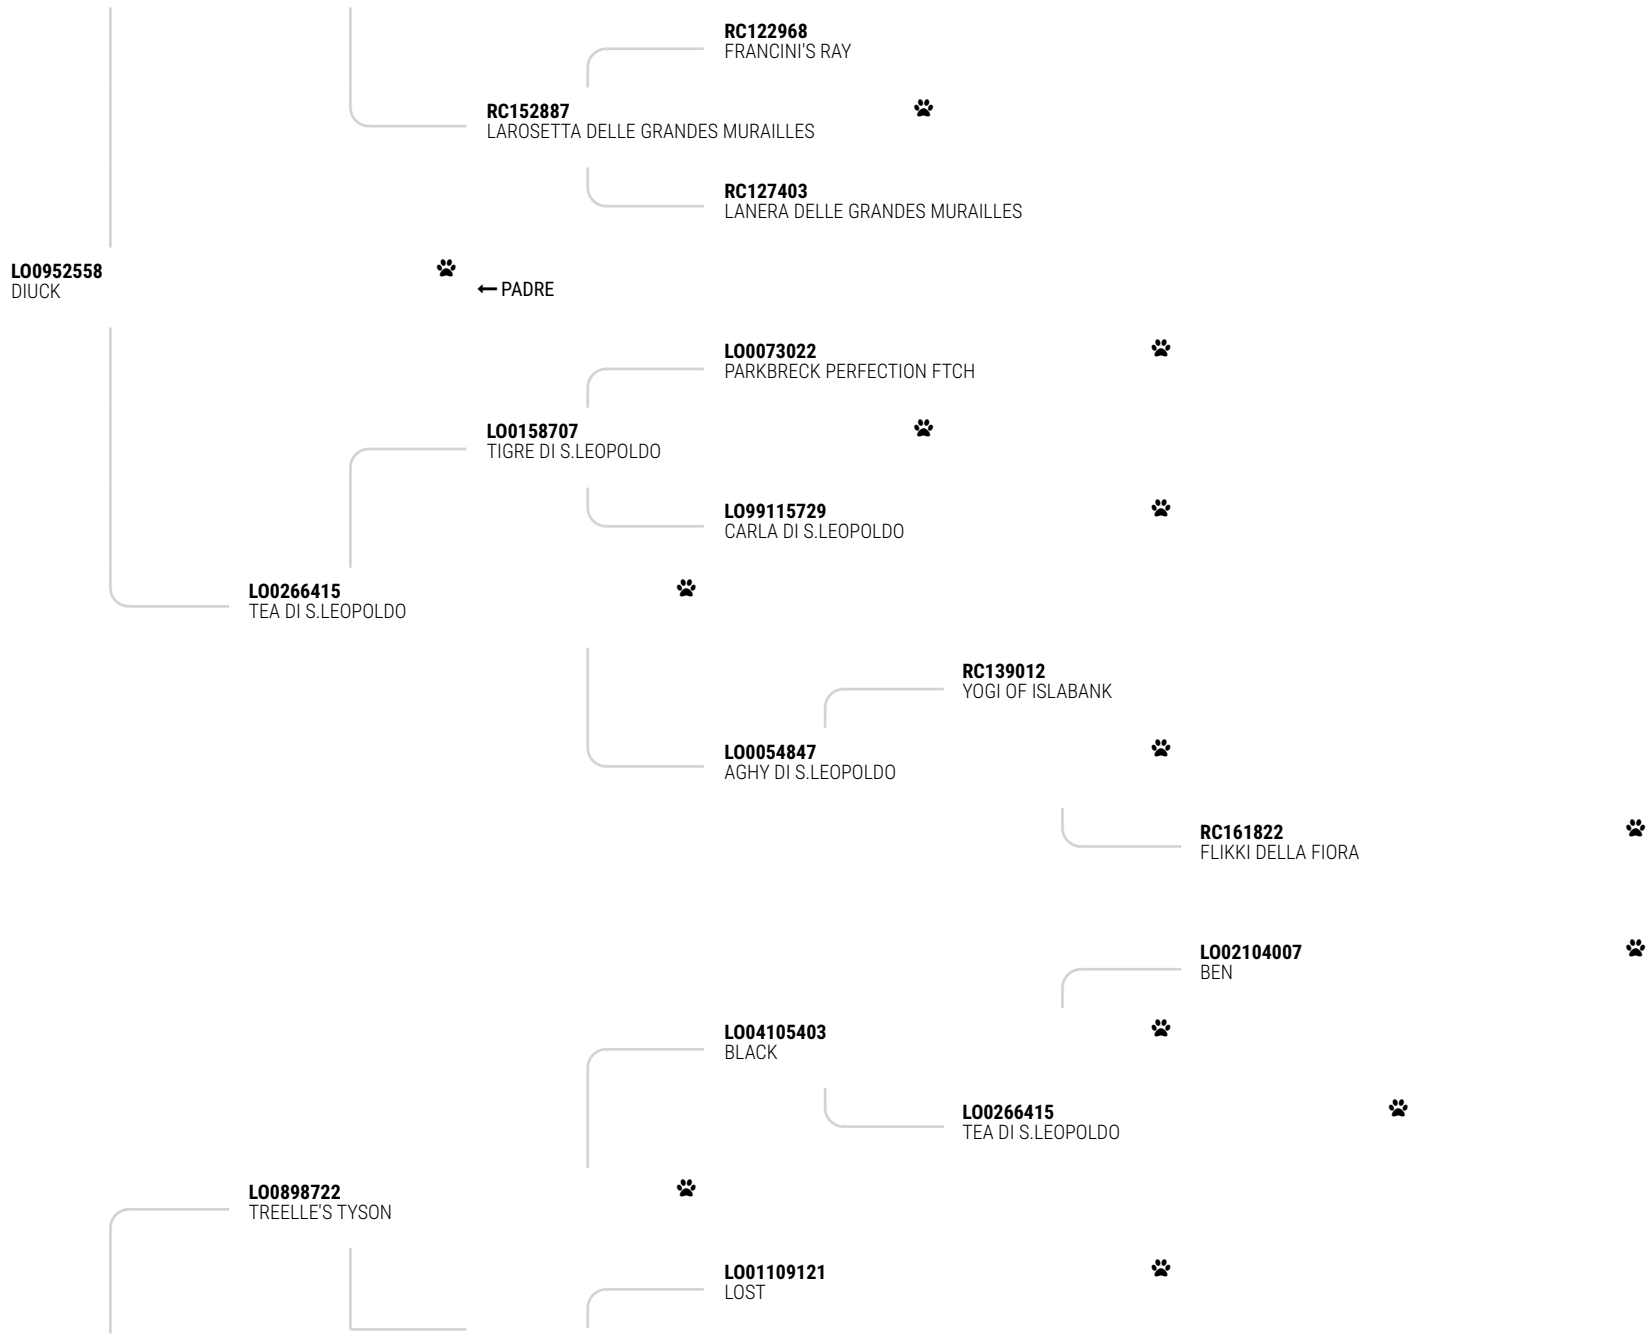 RC122968
FRANCINI'S RAY
RC152887
LAROSETTA DELLE GRANDES MURAILLES
RC127403
LANERA DELLE GRANDES MURAILLES
LO0952558
DIUCK
PADRE
LO0073022
PARKBRECK PERFECTION FTCH
LO0158707
TIGRE DI S.LEOPOLDO
LO99115729
CARLA DI S.LEOPOLDO
LO0266415
TEA DI S.LEOPOLDO
RC139012
YOGI OF ISLABANK
LO0054847
AGHY DI S.LEOPOLDO
RC161822
FLIKKI DELLA FIORA
LO02104007
BEN
LO04105403
BLACK
LO0266415
TEA DI S.LEOPOLDO
LO0898722
TREELLE'S TYSON
LO01109121
LOST